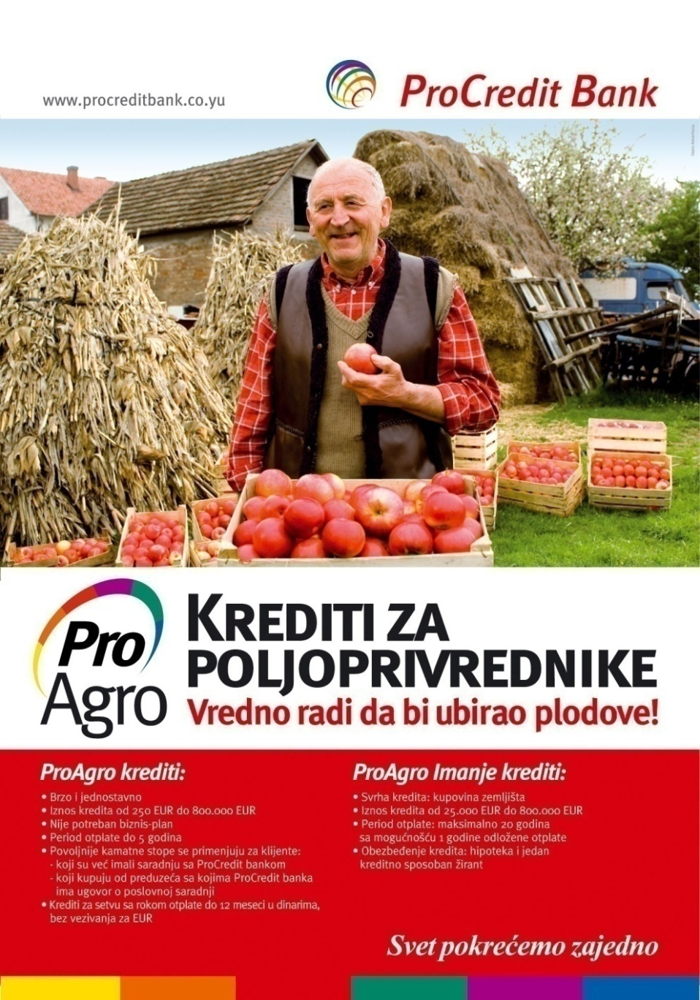 www.procreditbank.co.yu
ProCredit Bank
Pro
Agro
KREDITI ZA
POLJOPRIVREDNIKE
Vredno radi da bi ubirao plodove!
ProAgro krediti:
• Brzo i jednostavno
• Iznos kredita od 250 EUR do 800.000 EUR
• Nije potreban biznis-plan
• Period otplate do 5 godina
• Povoljnije kamatne stope se primenjuju za klijente:
- koji su već imali saradnju sa ProCredit bankom
- koji kupuju od preduzeća sa kojima ProCredit banka
ima ugovor o poslovnoj saradnji
• Krediti za setvu sa rokom otplate do 12 meseci u dinarima,
bez vezivanja za EUR
ProAgro Imanje krediti:
• Svrha kredita: kupovina zemljišta
• Iznos kredita od 25.000 EUR do 800.000 EUR
• Period otplate: maksimalno 20 godina
sa mogućnošću 1 godine odložene otplate
• Obezbeđenje kredita: hipoteka i jedan
kreditno sposoban žirant
Svet pokrećemo zajedno